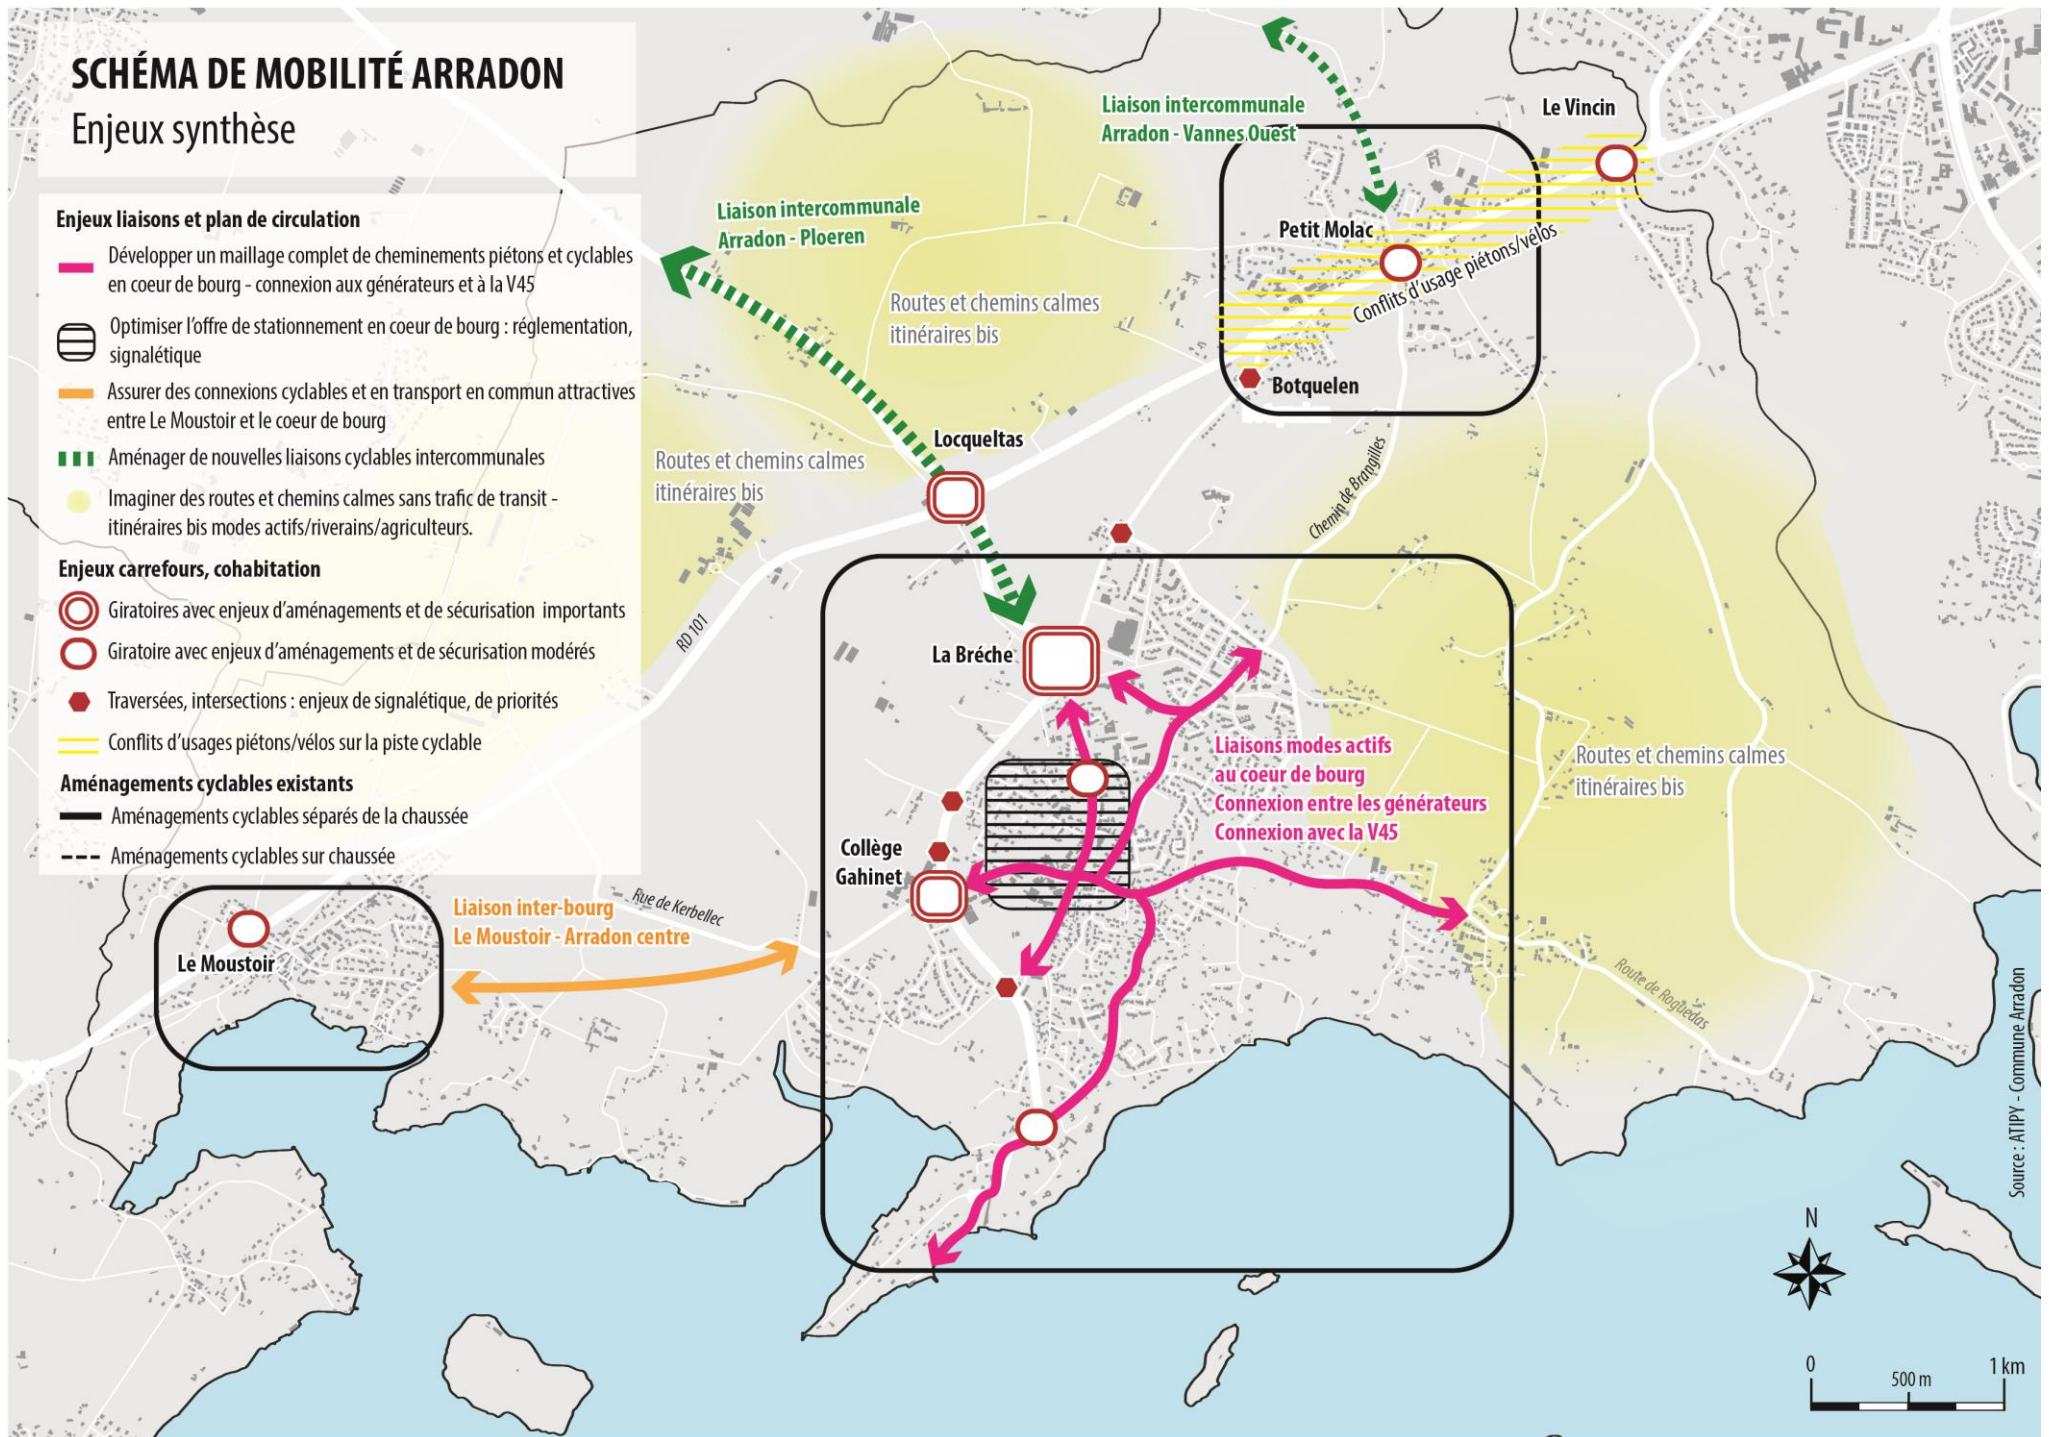 SCHÉMA DE MOBILITÉ ARRADON
Enjeux synthèse
Enjeux liaisons et plan de circulation
Développer un maillage complet de cheminements piétons et cyclables
en coeur de bourg - connexion aux générateurs et à la V45
Optimiser l'offre de stationnement en coeur de bourg : réglementation,
signalétique
Assurer des connexions cyclables et en transport en commun attractives
entre Le Moustoir et le coeur de bourg
Aménager de nouvelles liaisons cyclables intercommunales
Imaginer des routes et chemins calmes sans trafic de transit -
itinéraires bis modes actifs/riverains/agriculteurs.
Enjeux carrefours, cohabitation
Giratoires avec enjeux d'aménagements et de sécurisation importants
Giratoire avec enjeux d'aménagements et de sécurisation modérés
Traversées, intersections : enjeux de signalétique, de priorités
Conflits d'usages piétons/vélos sur la piste cyclable
Aménagements cyclables existants
Aménagements cyclables séparés de la chaussée
Aménagements cyclables sur chaussée
Liaison intercommunale
Arradon - Vannes Ouest
Le Vincin
Liaison intercommunale
Arradon - Ploeren
Petit Molac
Conflits d'usage piétons/vélos
Routes et chemins calmes
itinéraires bis
Botquelen
Locqueltas
Routes et chemins calmes
itinéraires bis
Chemin de Brangilles
RD 101
La Bréche
Liaisons modes actifs
au coeur de bourg
Connexion entre les générateurs
Connexion avec la V45
Routes et chemins calmes
itinéraires bis
Collège
Gahinet
Rue de Kerbellec
Liaison inter-bourg
Le Moustoir - Arradon centre
Le Moustoir
Route de Roguedas
Source : ATIPY - Commune Ane Arradon
N
0
500 m
1 km